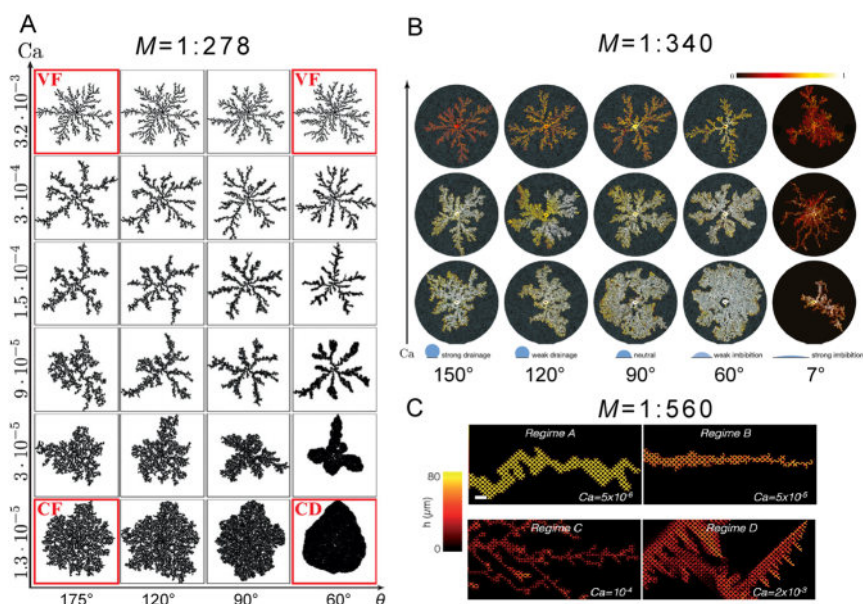 A
M=1:278
Ca
VF
VF
3.2 · 10⁻³
3 · 10⁻⁴
1.5 · 10⁻⁴
9 · 10⁻⁵
3 · 10⁻⁵
1.3 · 10⁻⁵
CF
CD
175° 120° 90° 60° θ
B
M=1:340
0 1
Ca
strong drainage weak drainage neutral weak imbibition strong imbibition
150° 120° 90° 60° 7°
C
M=1:560
Regime A
Ca=5x10⁻⁶
Regime B
Ca=5x10⁻⁵
80
h (µm)
0
Regime C
Ca=10⁻⁴
Regime D
Ca=2x10⁻³